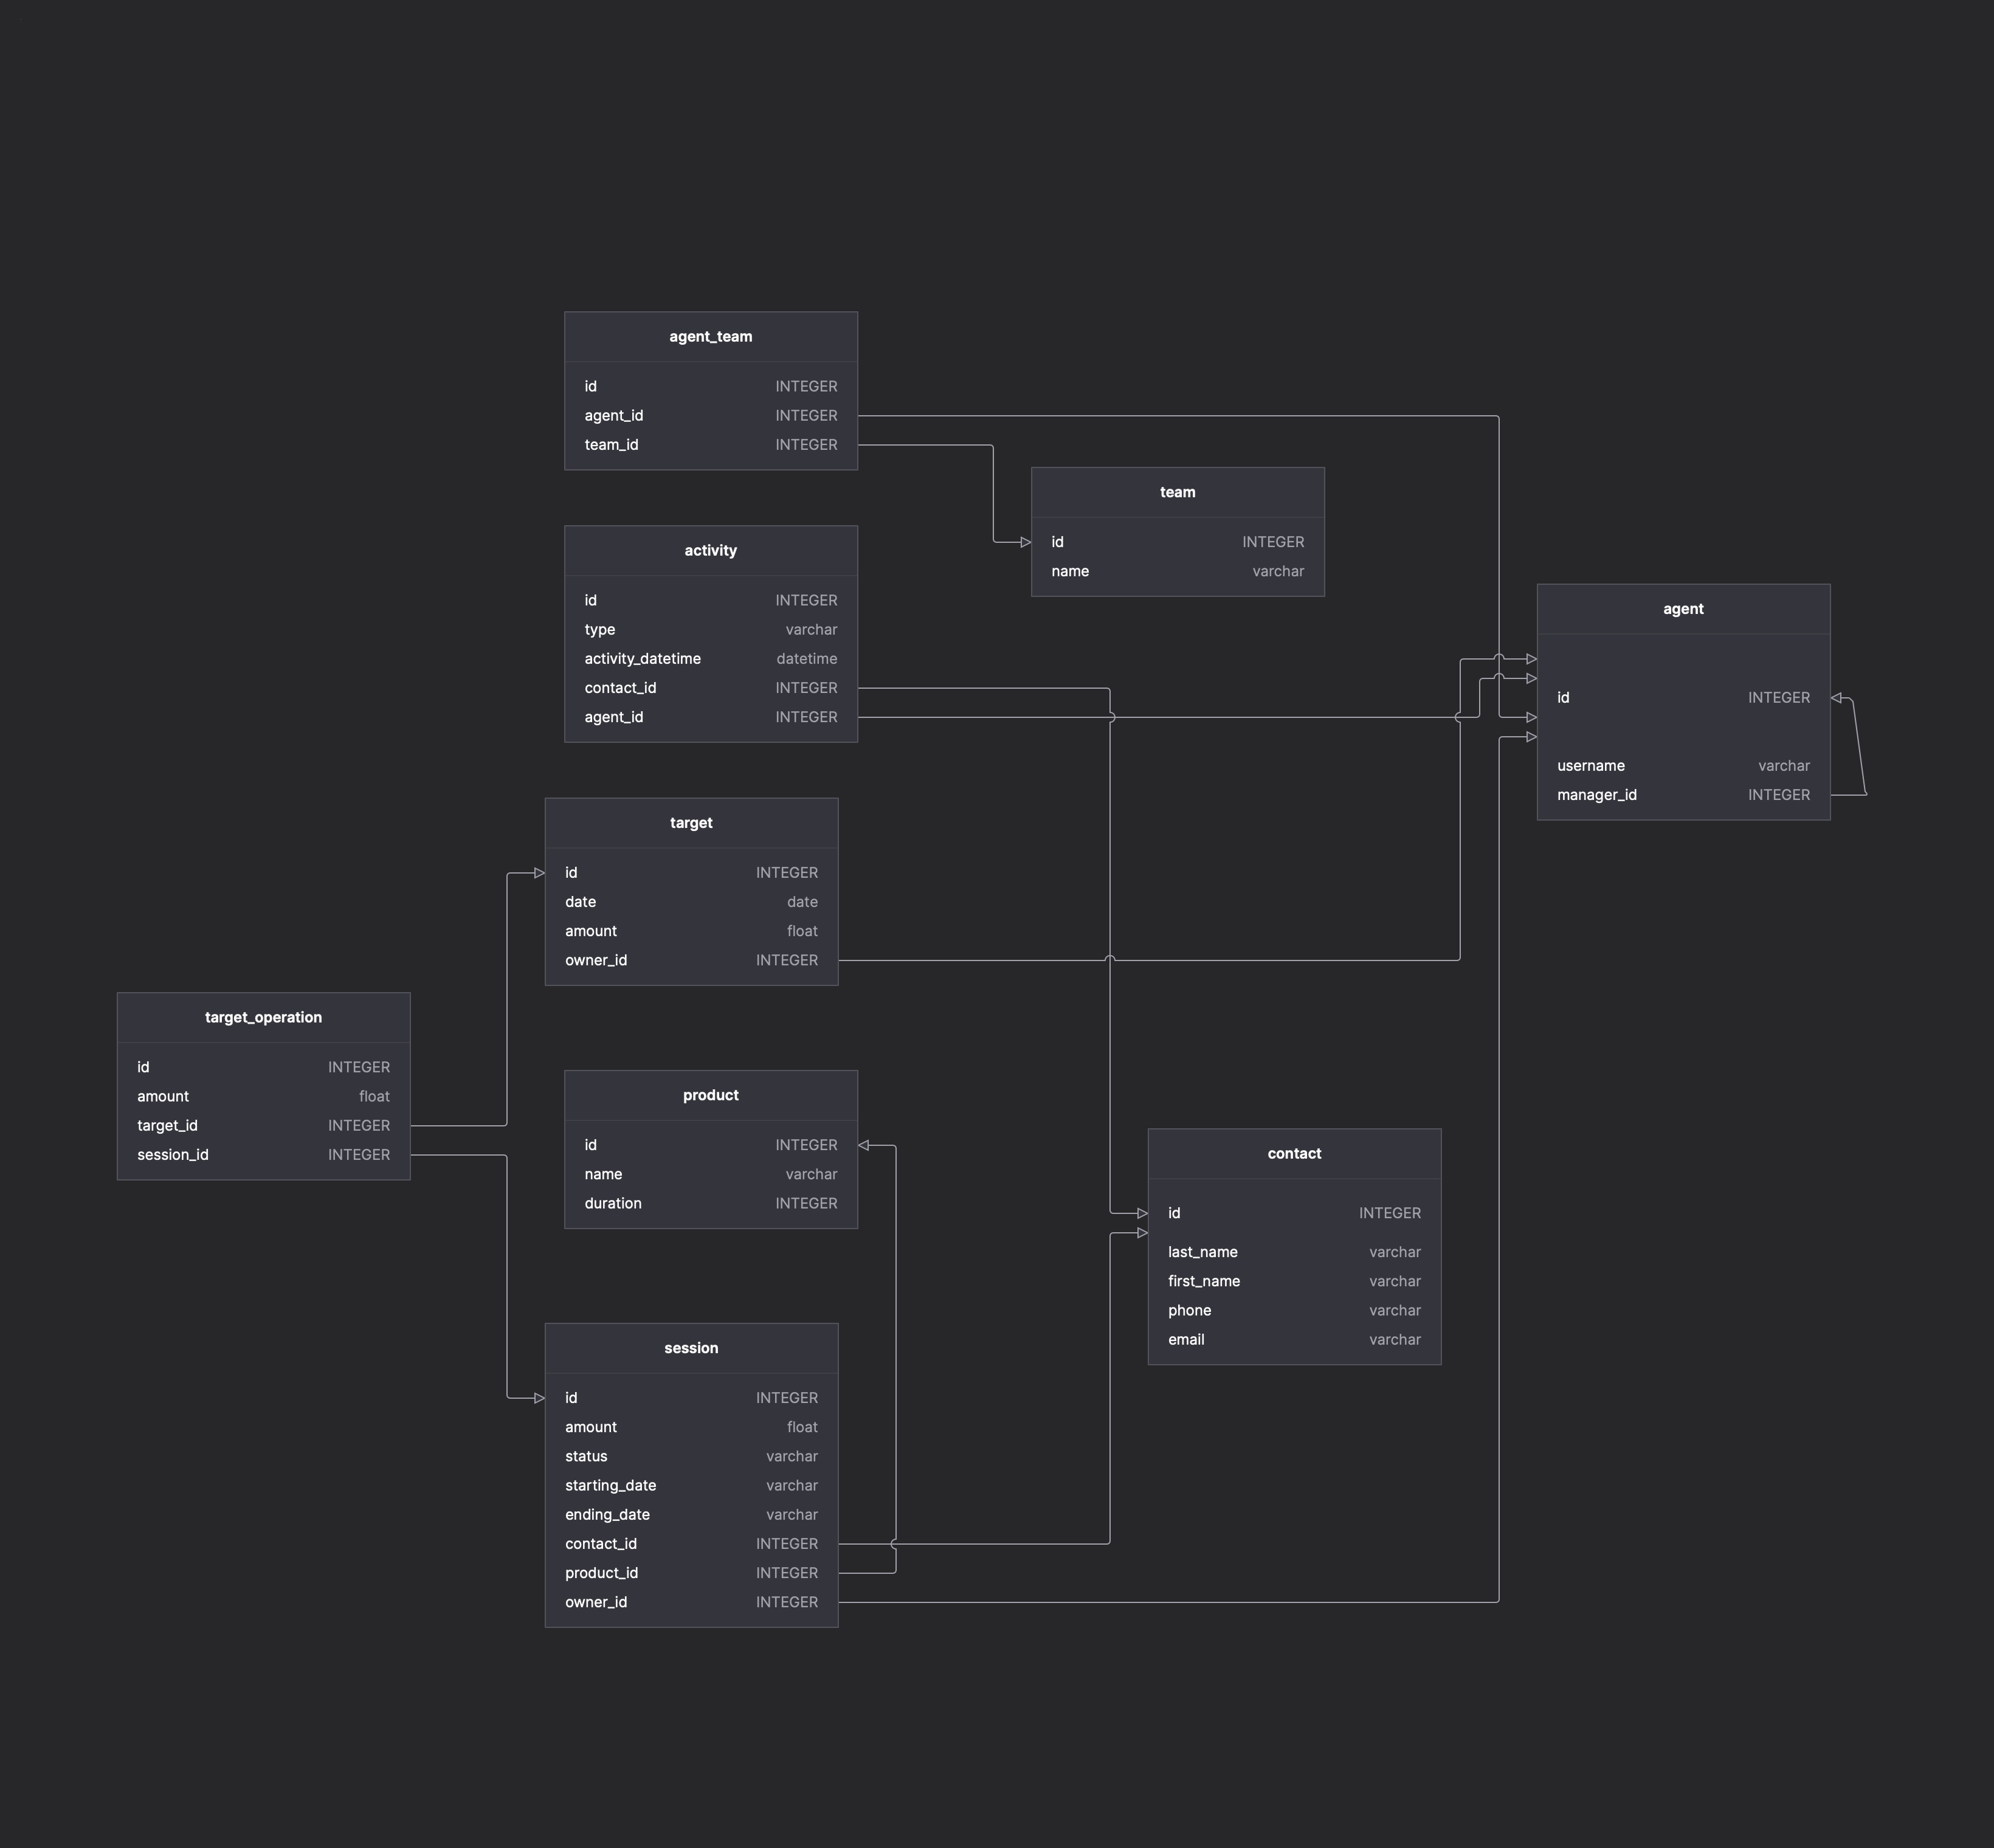 agent_team
id INTEGER
agent_id INTEGER
team_id INTEGER
team
id INTEGER
name varchar
activity
id INTEGER
type varchar
activity_datetime datetime
contact_id INTEGER
agent_id INTEGER
agent
id INTEGER
username varchar
manager_id INTEGER
target
id INTEGER
date date
amount float
owner_id INTEGER
target_operation
id INTEGER
amount float
target_id INTEGER
session_id INTEGER
product
id INTEGER
name varchar
duration INTEGER
contact
id INTEGER
last_name varchar
first_name varchar
phone varchar
email varchar
session
id INTEGER
amount float
status varchar
starting_date varchar
ending_date varchar
contact_id INTEGER
product_id INTEGER
owner_id INTEGER